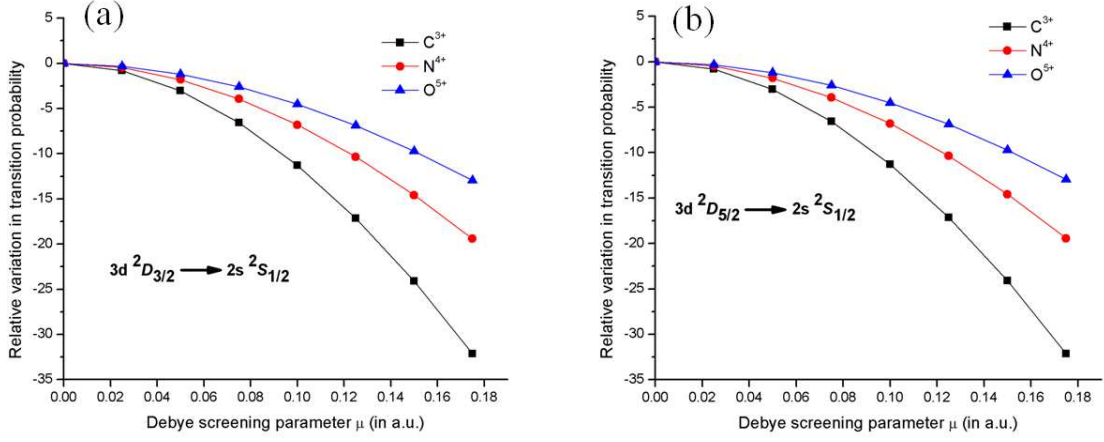 (a)
Relative variation in transition probability
5
0
-5
-10
-15
-20
-25
-30
-35
C³⁺
N⁴⁺
O⁵⁺
3d ²D₃/₂ → 2s ²S₁/₂
0.00 0.02 0.04 0.06 0.08 0.10 0.12 0.14 0.16 0.18
Debye screening parameter μ (in a.u.)
(b)
Relative variation in transition probability
5
0
-5
-10
-15
-20
-25
-30
-35
C³⁺
N⁴⁺
O⁵⁺
3d ²D₅/₂ → 2s ²S₁/₂
0.00 0.02 0.04 0.06 0.08 0.10 0.12 0.14 0.16 0.18
Debye screening parameter μ (in a.u.)